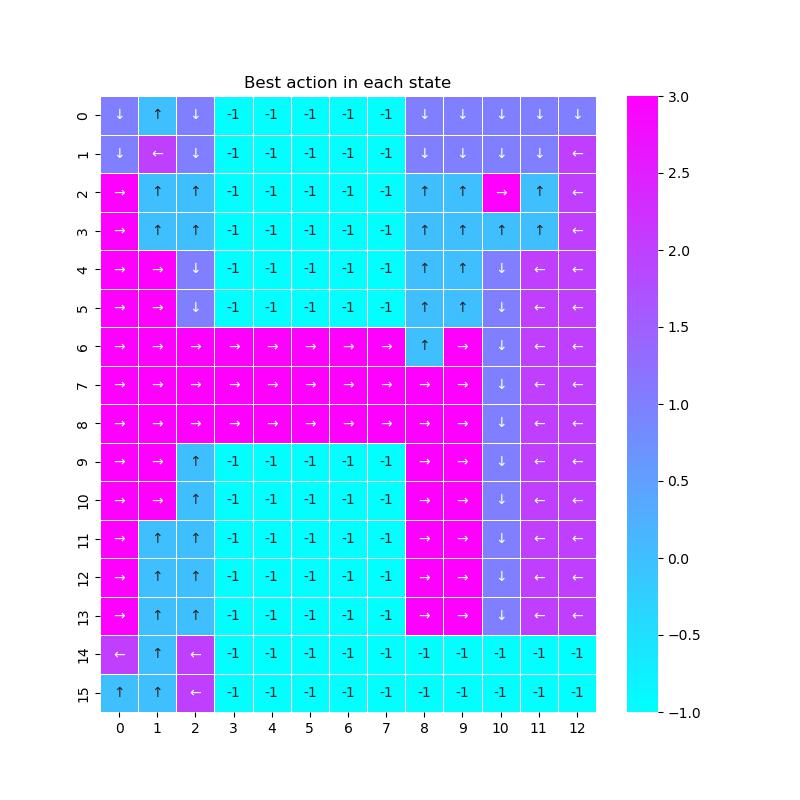 Best action in each state
0 ↓ ↑ ↓ -1 -1 -1 -1 -1 ↓ ↓ ↓ ↓ ↓
1 ↓ ← ↓ -1 -1 -1 -1 -1 ↓ ↓ ↓ ↓ ←
2 → ↑ ↑ -1 -1 -1 -1 -1 ↑ ↑ → ↑ ←
3 → ↑ ↑ -1 -1 -1 -1 -1 ↑ ↑ ↑ ↑ ←
4 → → ↓ -1 -1 -1 -1 -1 ↑ ↑ ↓ ← ←
5 → → ↓ -1 -1 -1 -1 -1 ↑ ↑ ↓ ← ←
6 → → → → → → → → ↑ → ↓ ← ←
7 → → → → → → → → → → ↓ ← ←
8 → → → → → → → → → → ↓ ← ←
9 → → ↑ -1 -1 -1 -1 -1 → → ↓ ← ←
10 → → ↑ -1 -1 -1 -1 -1 → → ↓ ← ←
11 → ↑ ↑ -1 -1 -1 -1 -1 → → ↓ ← ←
12 → ↑ ↑ -1 -1 -1 -1 -1 → → ↓ ← ←
13 → ↑ ↑ -1 -1 -1 -1 -1 → → ↓ ← ←
14 ← ↑ ← -1 -1 -1 -1 -1 -1 -1 -1 -1 -1
15 ↑ ↑ ← -1 -1 -1 -1 -1 -1 -1 -1 -1 -1
0 1 2 3 4 5 6 7 8 9 10 11 12
3.0
2.5
2.0
1.5
1.0
0.5
0.0
−0.5
−1.0